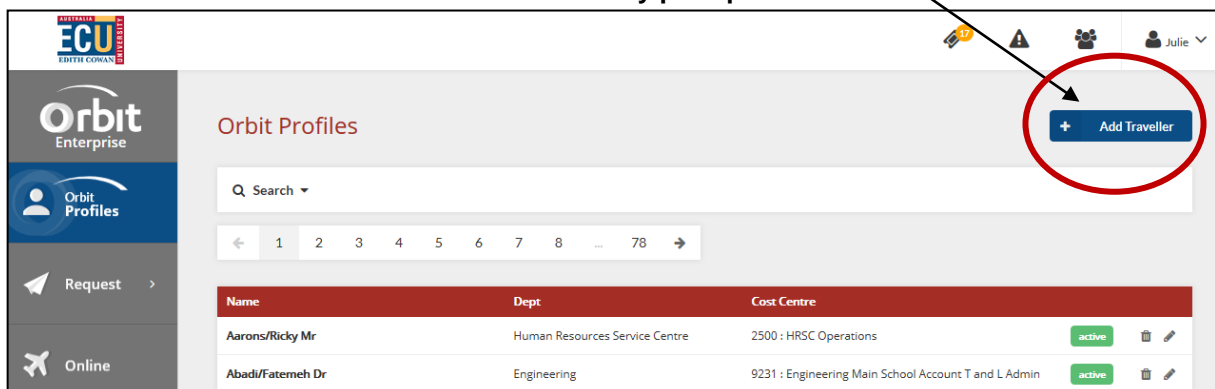 AUSTRALIA
ECU
EDITH COWAN
UNIVERSITY
17
Julie
Orbit
Enterprise
Orbit Profiles
+ Add Traveller
Orbit
Profiles
Search
1 2 3 4 5 6 7 8 ... 78
Request
Name Dept Cost Centre
Aarons/Ricky Mr Human Resources Service Centre 2500 : HRSC Operations active
Online
Abadi/Fatemeh Dr Engineering 9231 : Engineering Main School Account T and L Admin active